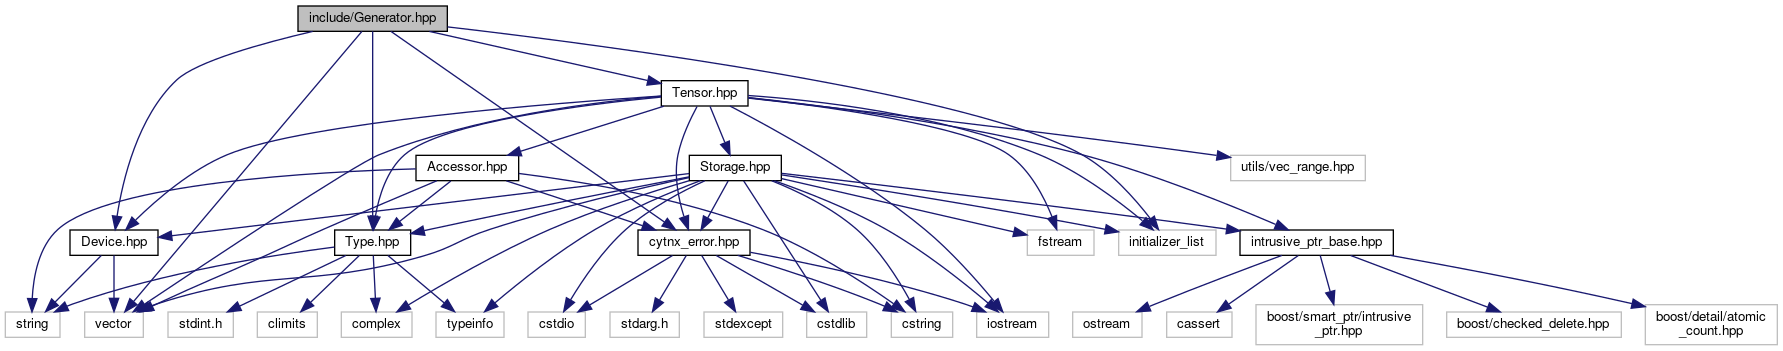 include/Generator.hpp
Tensor.hpp
Accessor.hpp
Storage.hpp
utils/vec_range.hpp
Device.hpp
Type.hpp
cytnx_error.hpp
fstream
initializer_list
intrusive_ptr_base.hpp
string
vector
stdint.h
climits
complex
typeinfo
cstdio
stdarg.h
stdexcept
cstdlib
cstring
iostream
ostream
cassert
boost/smart_ptr/intrusive
_ptr.hpp
boost/checked_delete.hpp
boost/detail/atomic
_count.hpp